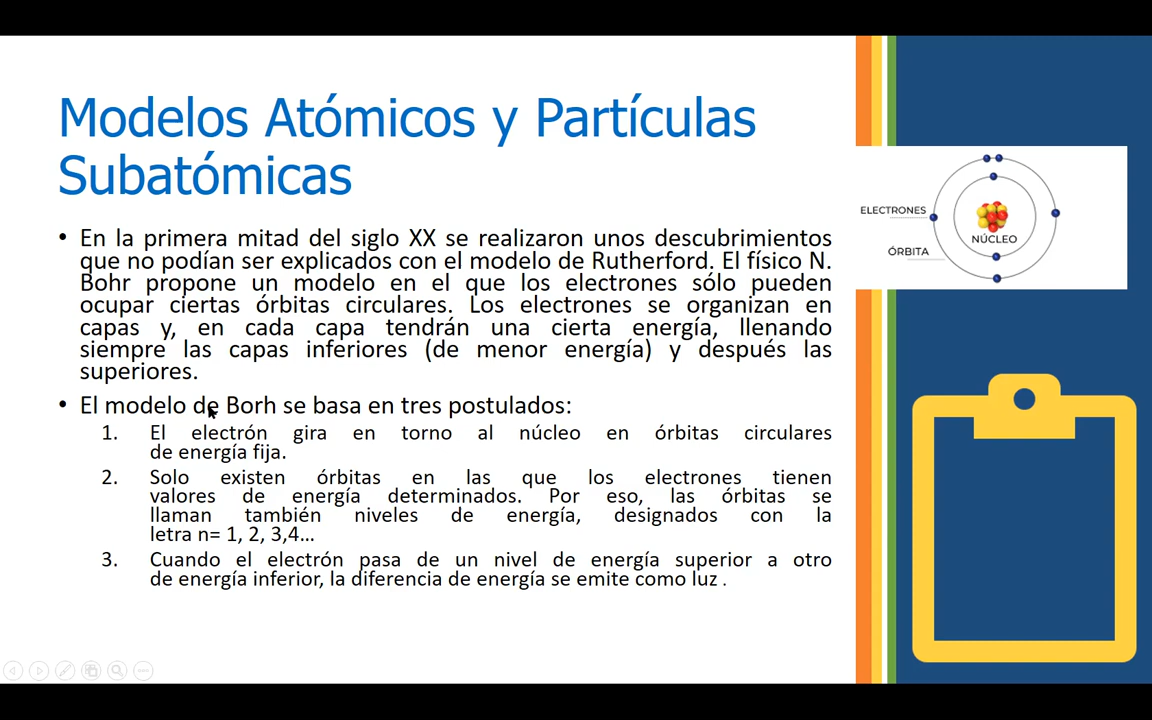 Modelos Atómicos y Partículas
Subatómicas
• En la primera mitad del siglo XX se realizaron unos descubrimientos
que no podían ser explicados con el modelo de Rutherford. El físico N.
Bohr propone un modelo en el que los electrones sólo pueden
ocupar ciertas órbitas circulares. Los electrones se organizan en
capas y, en cada capa tendrán una cierta energía, llenando
siempre las capas inferiores (de menor energía) y después las
superiores.
• El modelo de Borh se basa en tres postulados:
1. El electrón gira en torno al núcleo en órbitas circulares
de energía fija.
2. Solo existen órbitas en las que los electrones tienen
valores de energía determinados. Por eso, las órbitas se
llaman también niveles de energía, designados con la
letra n= 1, 2, 3,4...
3. Cuando el electrón pasa de un nivel de energía superior a otro
de energía inferior, la diferencia de energía se emite como luz .
ELECTRONES
NÚCLEO
ÓRBITA